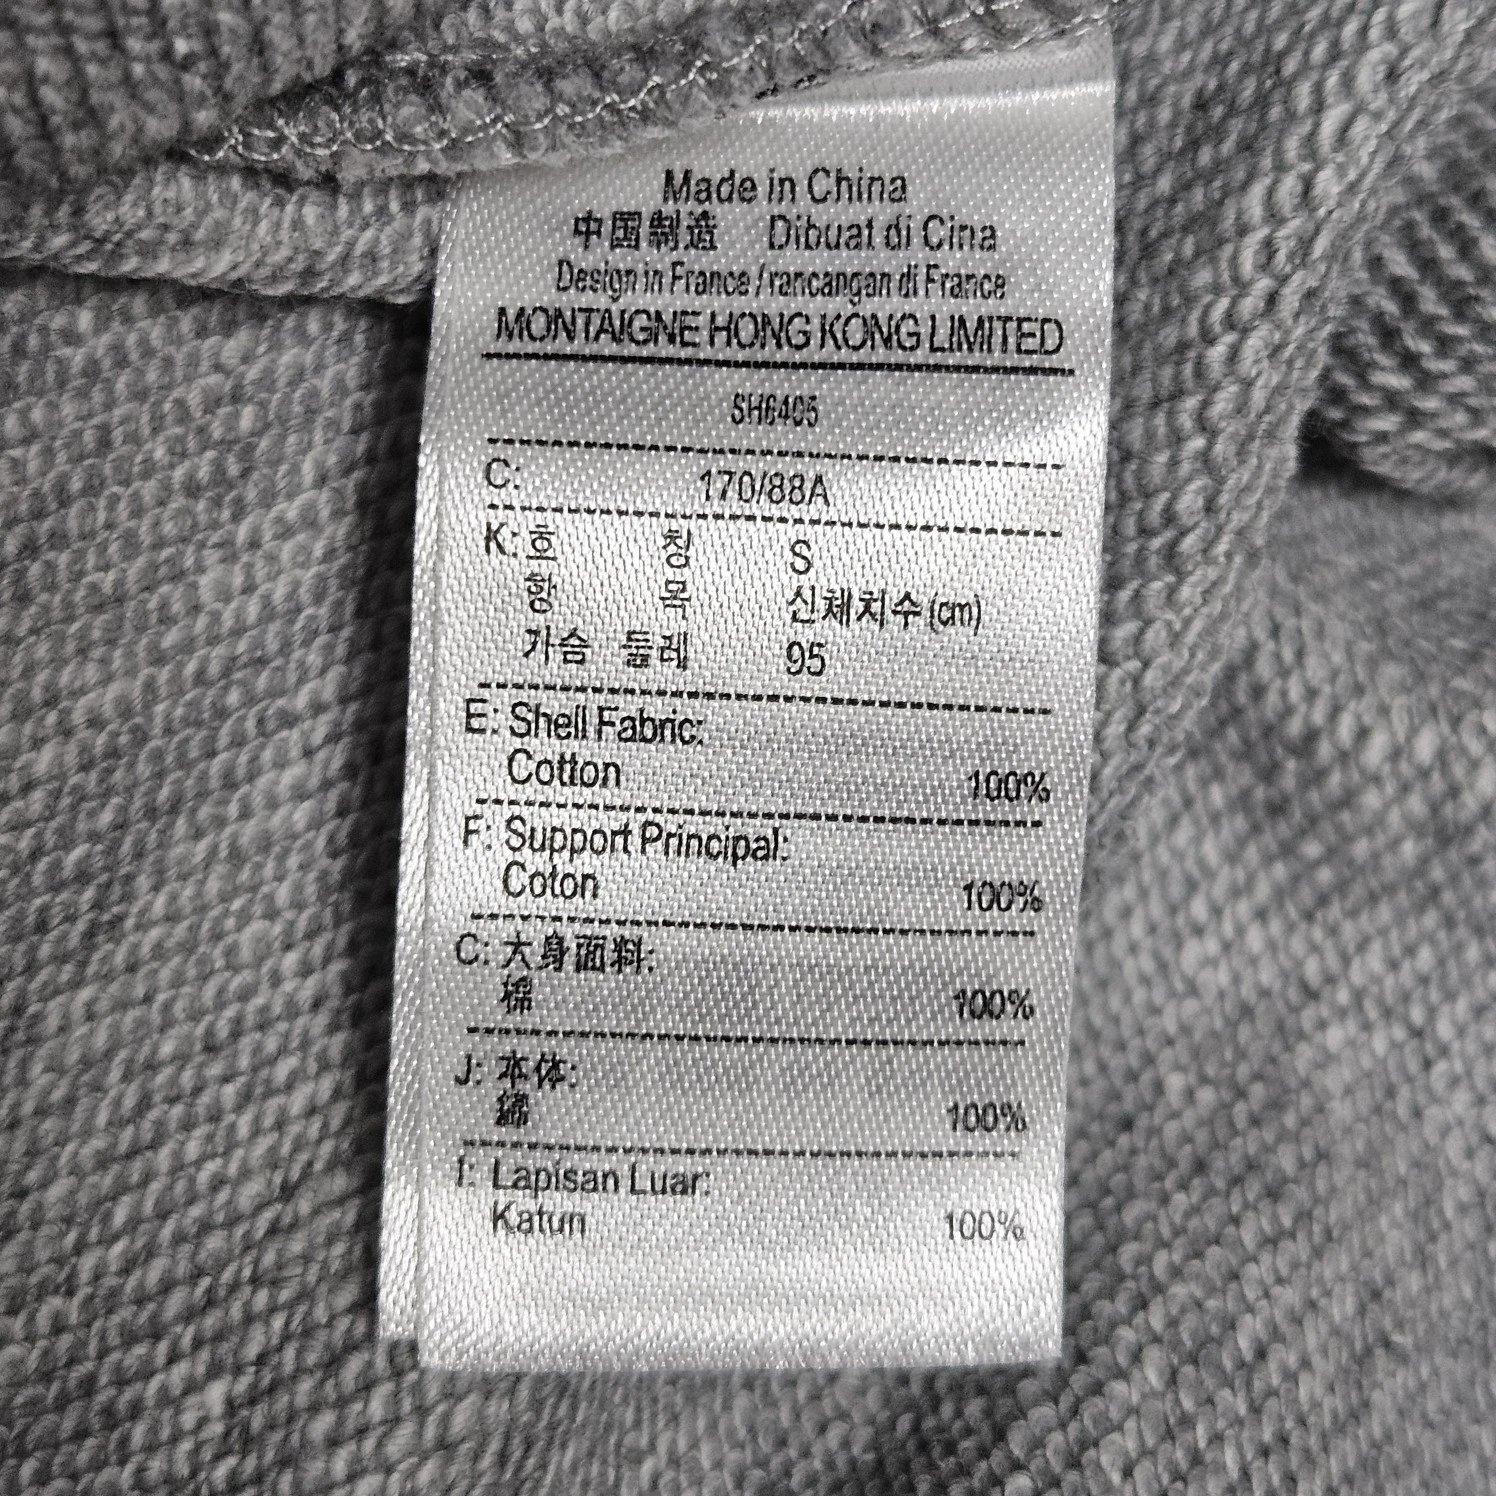 Made in China
中国制造 Dibuat di Cina
Design in France / rancangan di France
MONTAIGNE HONG KONG LIMITED
SH6405
C: 170/88A
K: 호 칭 S
항 목 신체치수(cm)
가슴 둘레 95
E: Shell Fabric:
Cotton 100%
F: Support Principal:
Coton 100%
C: 大身面料:
棉 100%
J: 本体:
綿 100%
I: Lapisan Luar:
Katun 100%